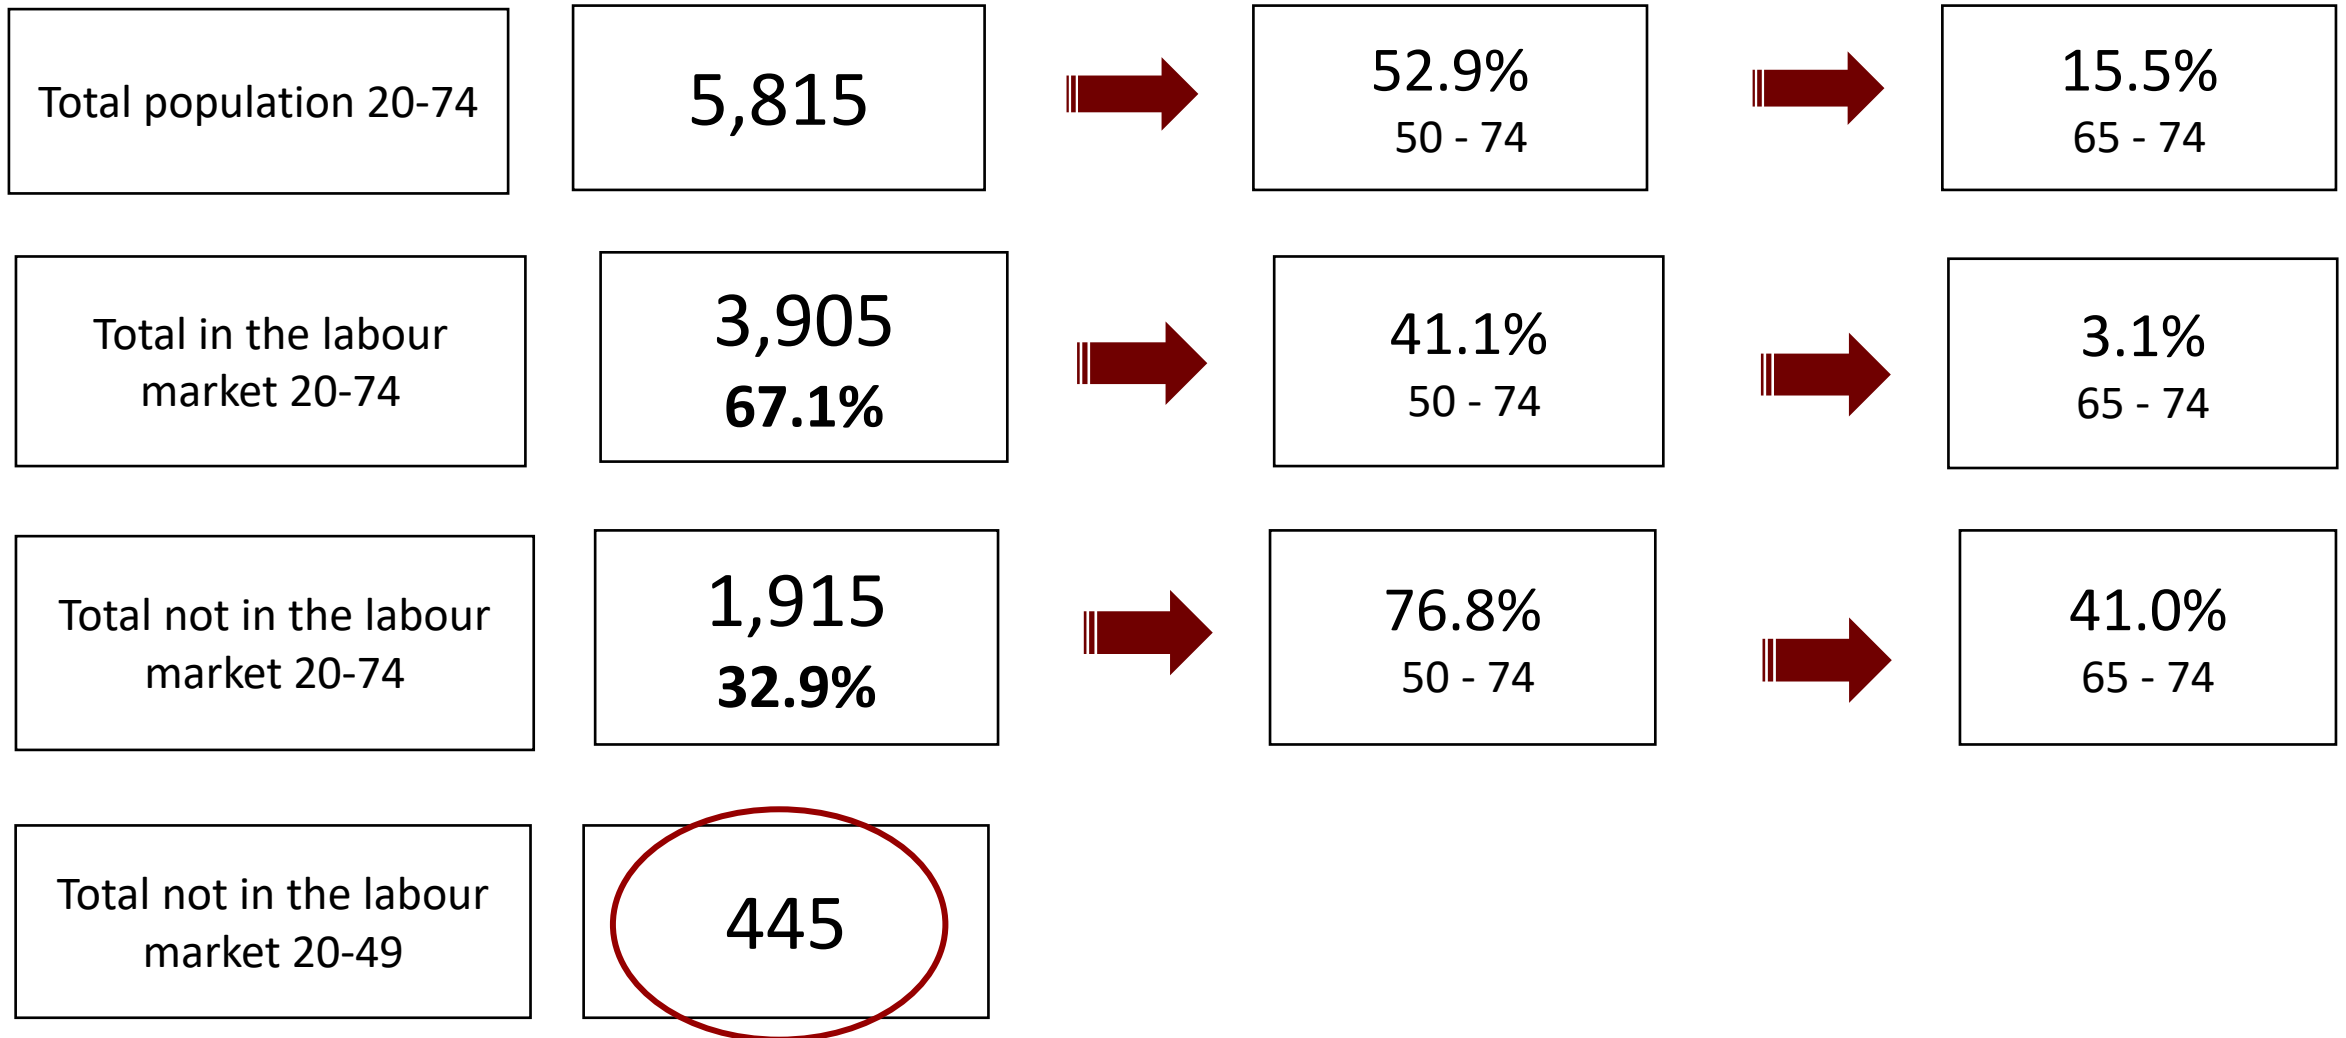 Total population 20-74
5,815
52.9%
50 - 74
15.5%
65 - 74
Total in the labour
market 20-74
3,905
67.1%
41.1%
50 - 74
3.1%
65 - 74
Total not in the labour
market 20-74
1,915
32.9%
76.8%
50 - 74
41.0%
65 - 74
Total not in the labour
market 20-49
445